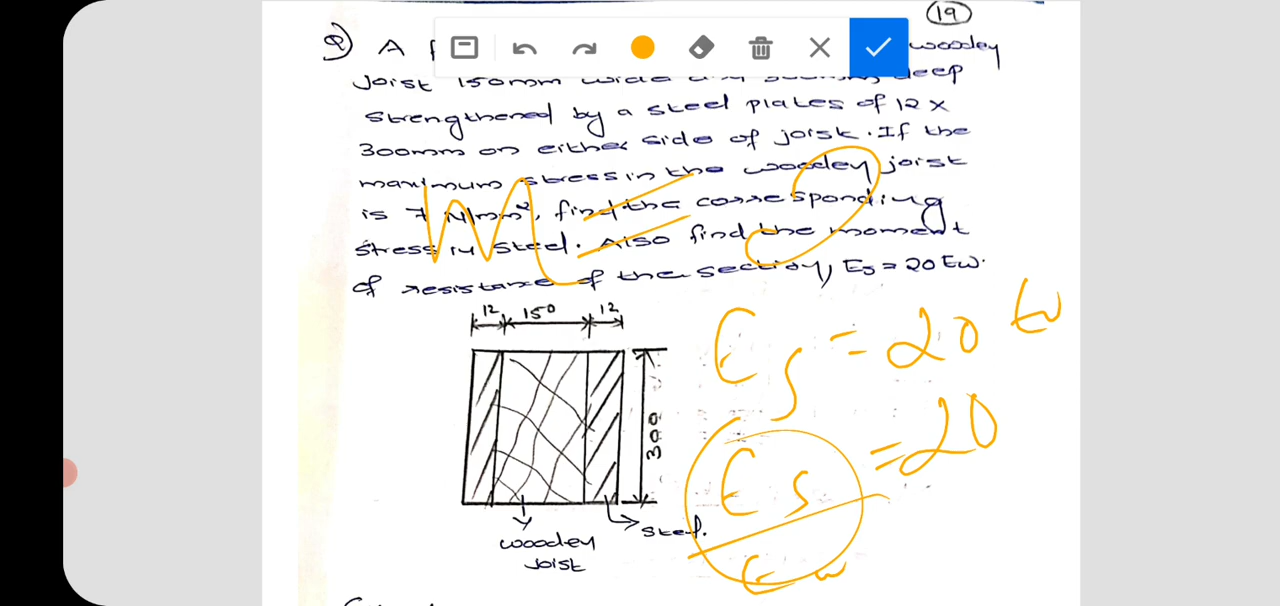 19
Q) A
wooden
Joist 150mm wide deep
strengthened by a steel plates of 12 x
300mm on either side of joist. If the
maximum stress in the wooden joist
is 7 N/mm², find the corresponding
stress in steel. Also find the moment
of resistance of the section, Es = 20 Ew.
12 150 12
Es = 20 Ew
300
Es = 20
Ew
steel.
wooden
joist